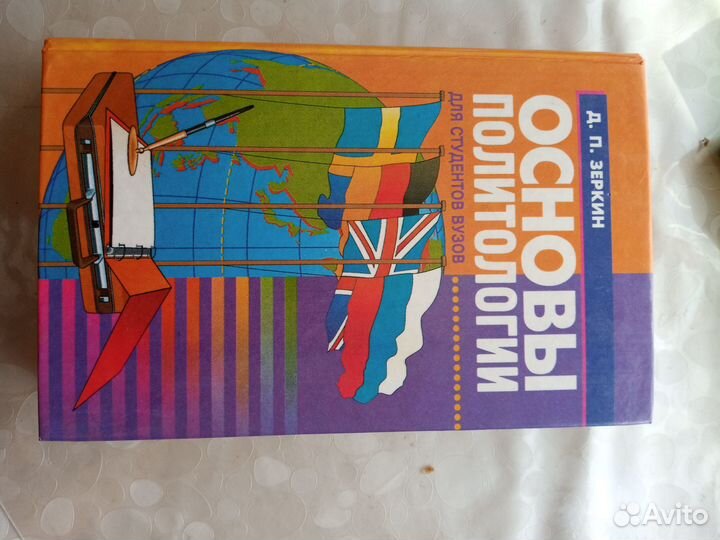 Д. П. ЗЕРКИН
ОСНОВЫ
ПОЛИТОЛОГИИ
ДЛЯ СТУДЕНТОВ ВУЗОВ
Avito